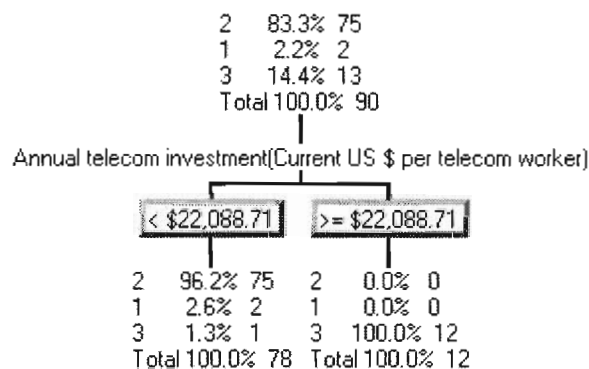 2 83.3% 75
1 2.2% 2
3 14.4% 13
Total 100.0% 90
Annual telecom investment(Current US $ per telecom worker)
< $22,088.71 >= $22,088.71
2 96.2% 75 2 0.0% 0
1 2.6% 2 1 0.0% 0
3 1.3% 1 3 100.0% 12
Total 100.0% 78 Total 100.0% 12